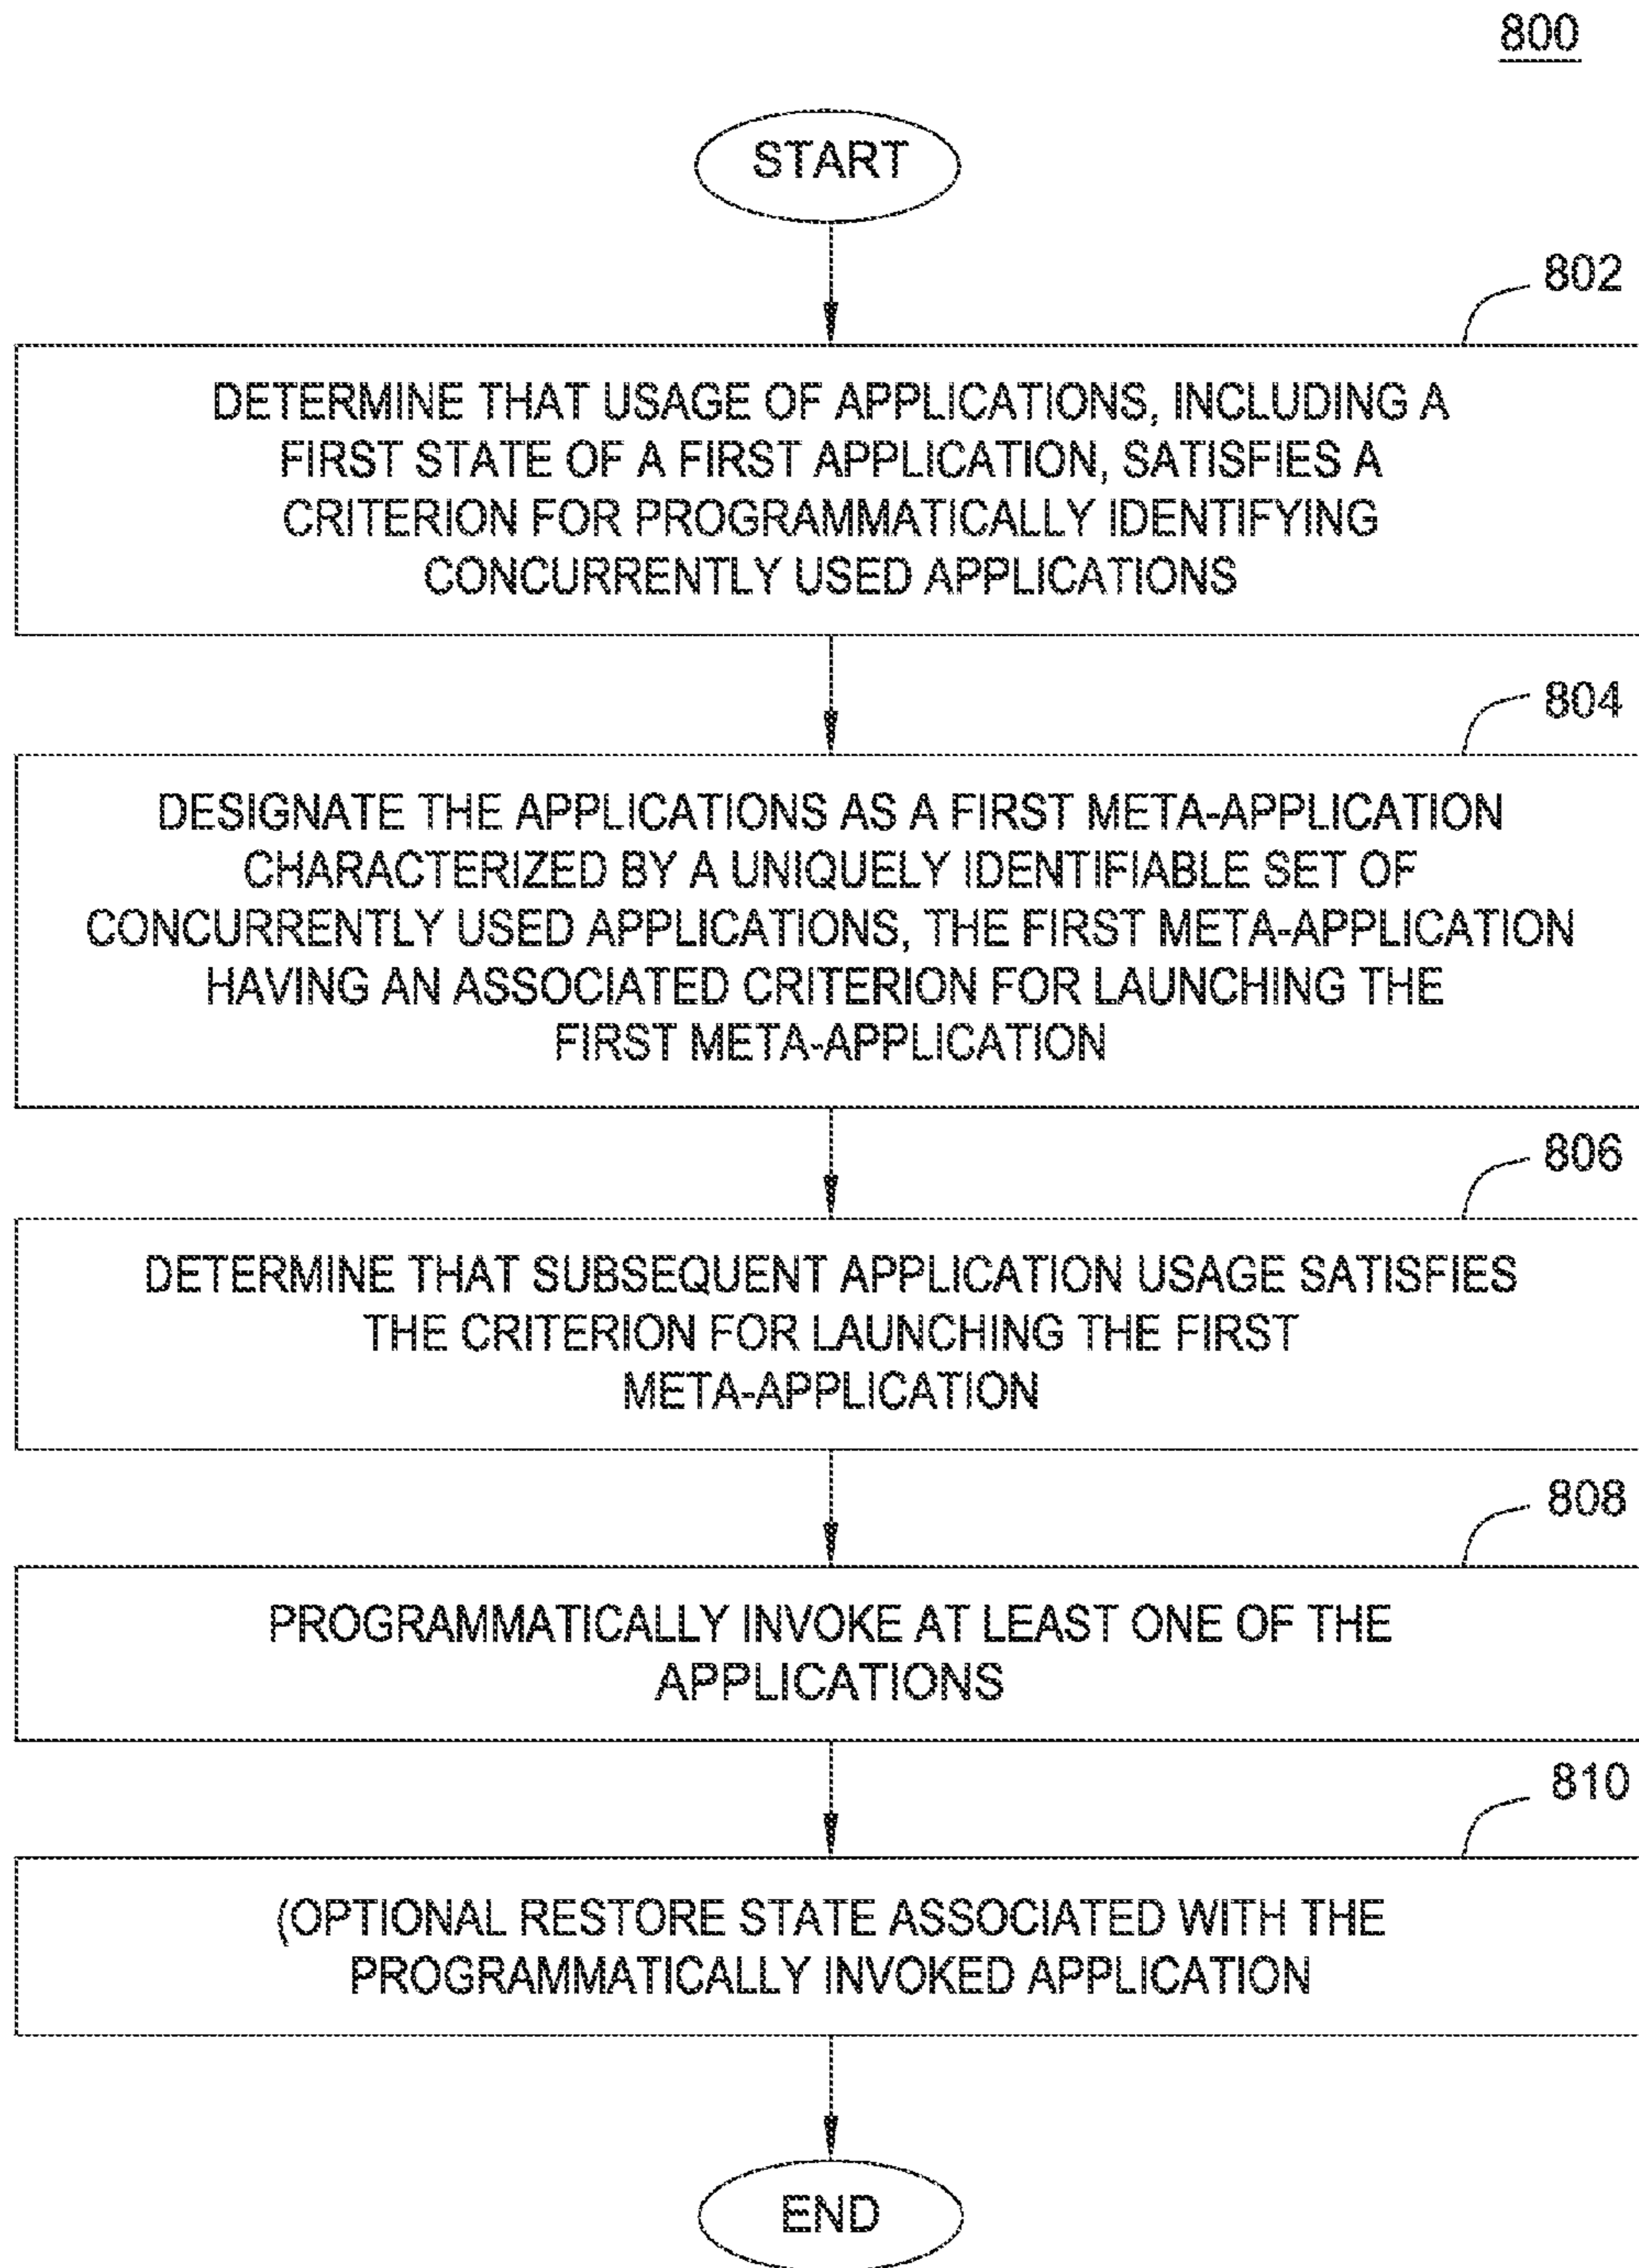 800
START
802
DETERMINE THAT USAGE OF APPLICATIONS, INCLUDING A
FIRST STATE OF A FIRST APPLICATION, SATISFIES A
CRITERION FOR PROGRAMMATICALLY IDENTIFYING
CONCURRENTLY USED APPLICATIONS
804
DESIGNATE THE APPLICATIONS AS A FIRST META-APPLICATION
CHARACTERIZED BY A UNIQUELY IDENTIFIABLE SET OF
CONCURRENTLY USED APPLICATIONS, THE FIRST META-APPLICATION
HAVING AN ASSOCIATED CRITERION FOR LAUNCHING THE
FIRST META-APPLICATION
806
DETERMINE THAT SUBSEQUENT APPLICATION USAGE SATISFIES
THE CRITERION FOR LAUNCHING THE FIRST
META-APPLICATION
808
PROGRAMMATICALLY INVOKE AT LEAST ONE OF THE
APPLICATIONS
810
(OPTIONAL RESTORE STATE ASSOCIATED WITH THE
PROGRAMMATICALLY INVOKED APPLICATION
END